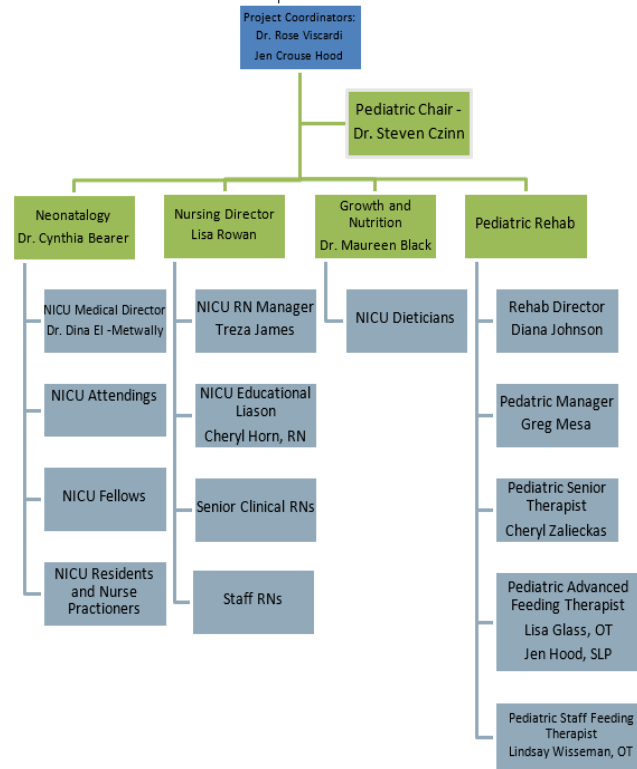 Project Coordinators:
Dr. Rose Viscardi
Jen Crouse Hood
Pediatric Chair -
Dr. Steven Czinn
Neonatalogy
Dr. Cynthia Bearer
Nursing Director
Lisa Rowan
Growth and
Nutrition
Dr. Maureen Black
Pediatric Rehab
NICU Medical Director
Dr. Dina El -Metwally
NICU Attendings
NICU Fellows
NICU Residents
and Nurse
Practioners
NICU RN Manager
Treza James
NICU Educational
Liason
Cheryl Horn, RN
Senior Clinical RNs
Staff RNs
NICU Dieticians
Rehab Director
Diana Johnson
Pedatric Manager
Greg Mesa
Pediatric Senior
Therapist
Cheryl Zalieckas
Pediatric Advanced
Feeding Therapist
Lisa Glass, OT
Jen Hood, SLP
Pediatric Staff Feeding
Therapist
Lindsay Wisseman, OT